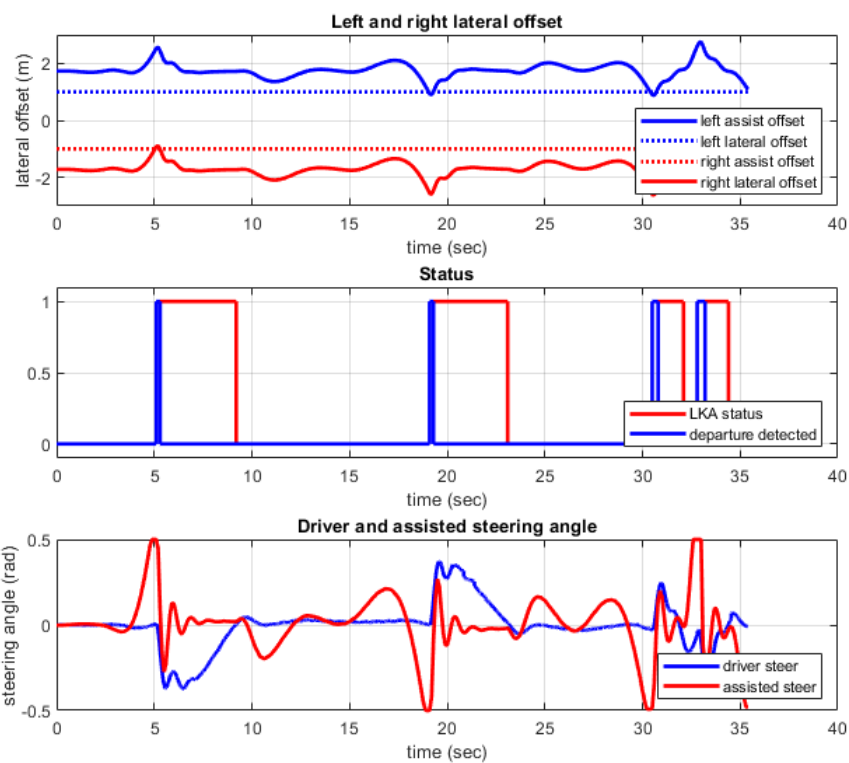 Left and right lateral offset
lateral offset (m)
2
0
-2
left assist offset
left lateral offset
right assist offset
right lateral offset
0 5 10 15 20 25 30 35 40
time (sec)
Status
1
0.5
0
LKA status
departure detected
0 5 10 15 20 25 30 35 40
time (sec)
Driver and assisted steering angle
steering angle (rad)
0.5
0
-0.5
driver steer
assisted steer
0 5 10 15 20 25 30 35 40
time (sec)